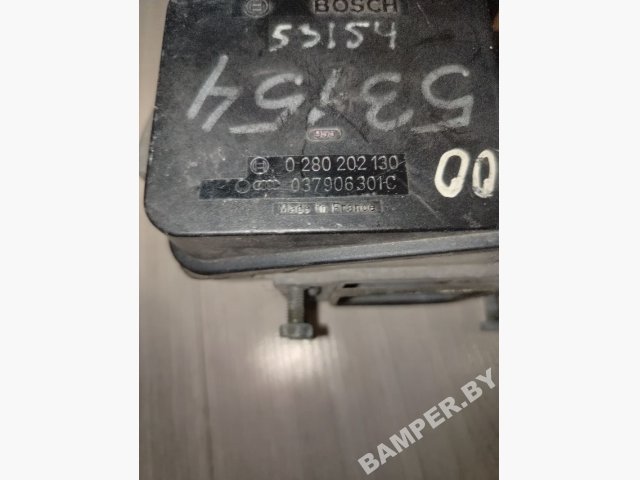 BOSCH
53154
53154
0 280 202 130
037906301C
Made in France
00
BAMPER.BY